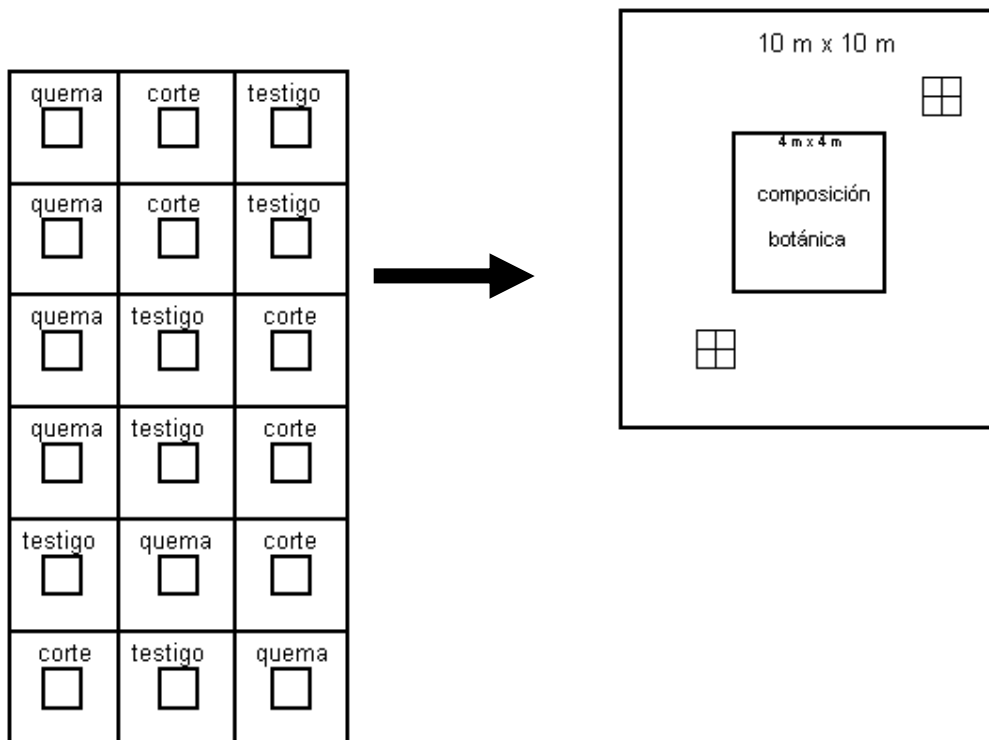 quema corte testigo
quema corte testigo
quema testigo corte
quema testigo corte
testigo quema corte
corte testigo quema
10 m x 10 m
4 m x 4 m
composición
botánica